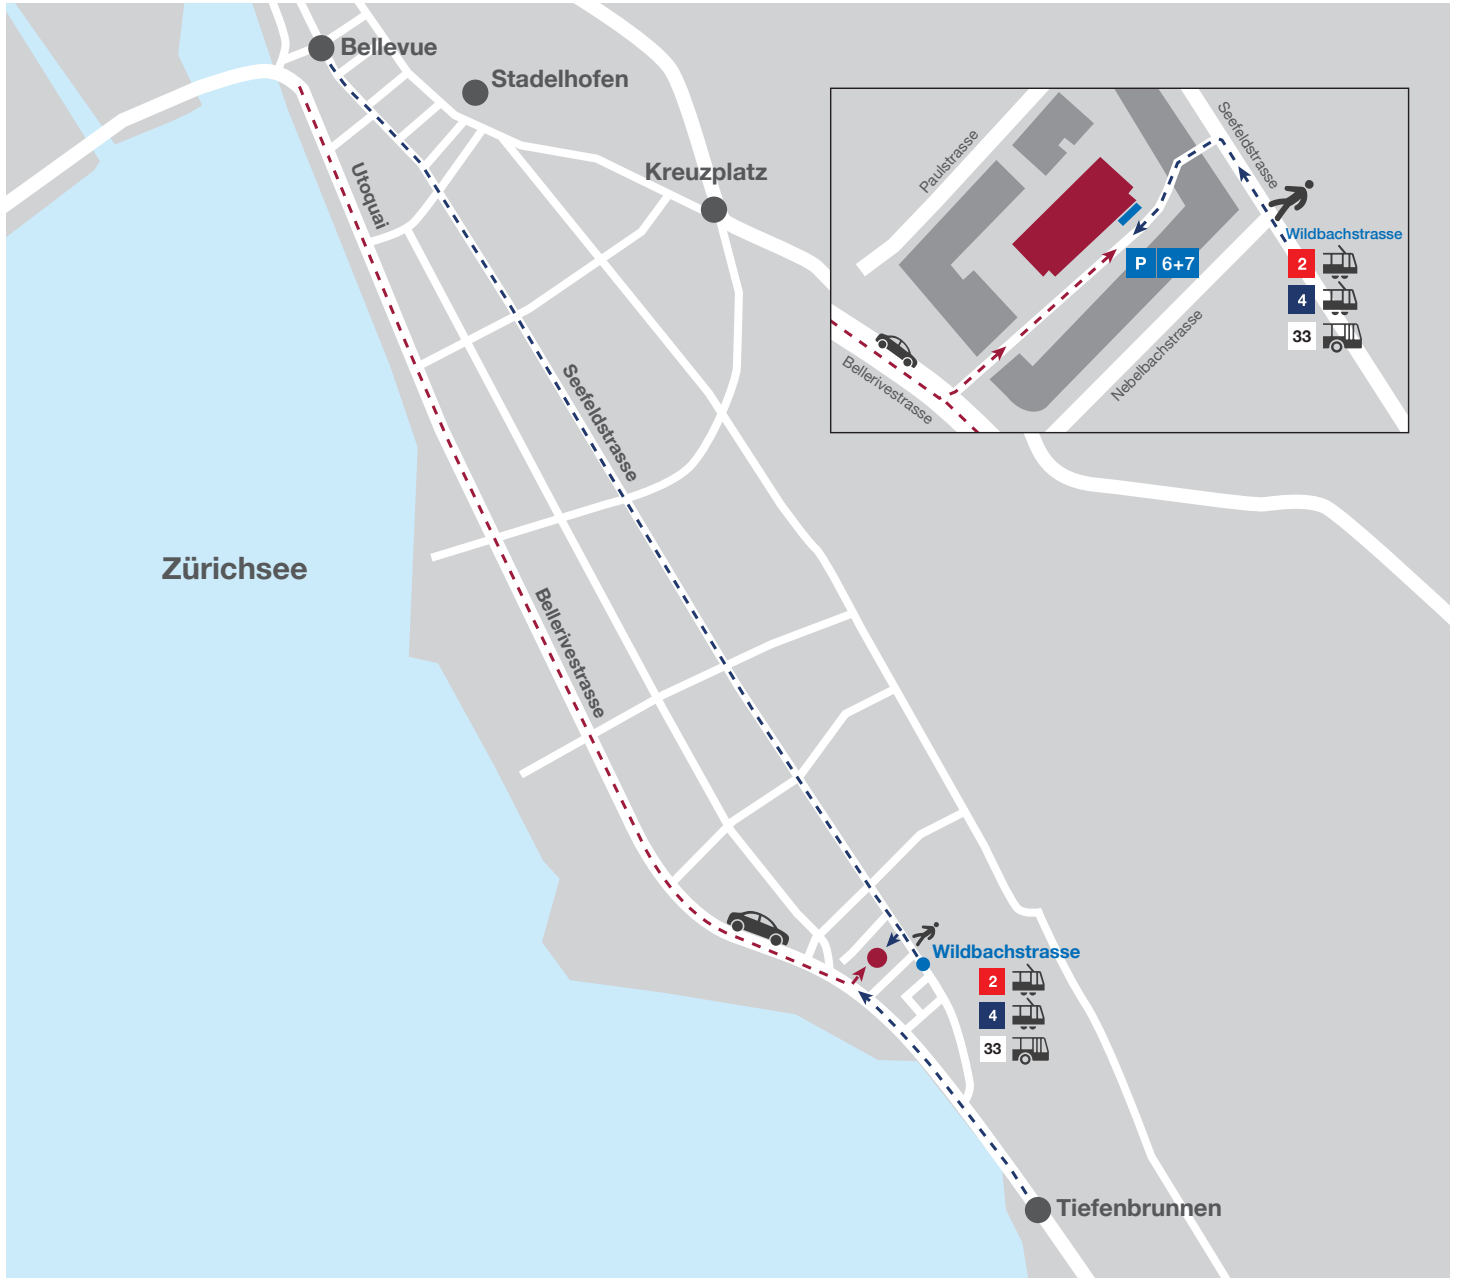 Bellevue
Stadelhofen
Kreuzplatz
Utoquai
Seefeldstrasse
Zürichsee
Bellerivestrasse
Wildbachstrasse
2
4
33
Tiefenbrunnen
Paulstrasse
Seefeldstrasse
Wildbachstrasse
P 6+7
2
4
33
Nebelbachstrasse
Bellerivestrasse